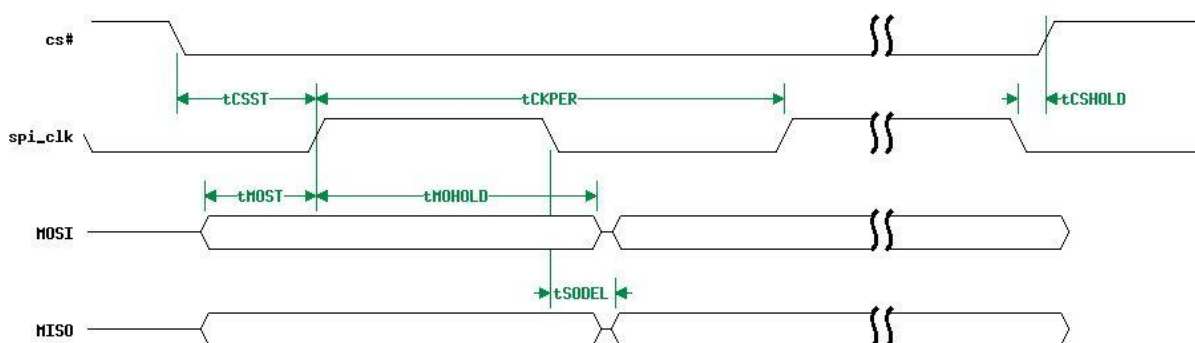 cs#
tCSST
tCKPER
tCSHOLD
spi_clk
tMOST
tMOHOLD
MOSI
tSODEL
MISO